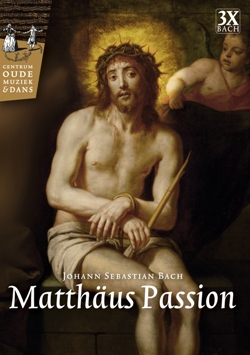 CENTRUM
OUDE
MUZIEK
& DANS
3X
BACH
JOHANN SEBASTIAN BACH
Matthäus Passion